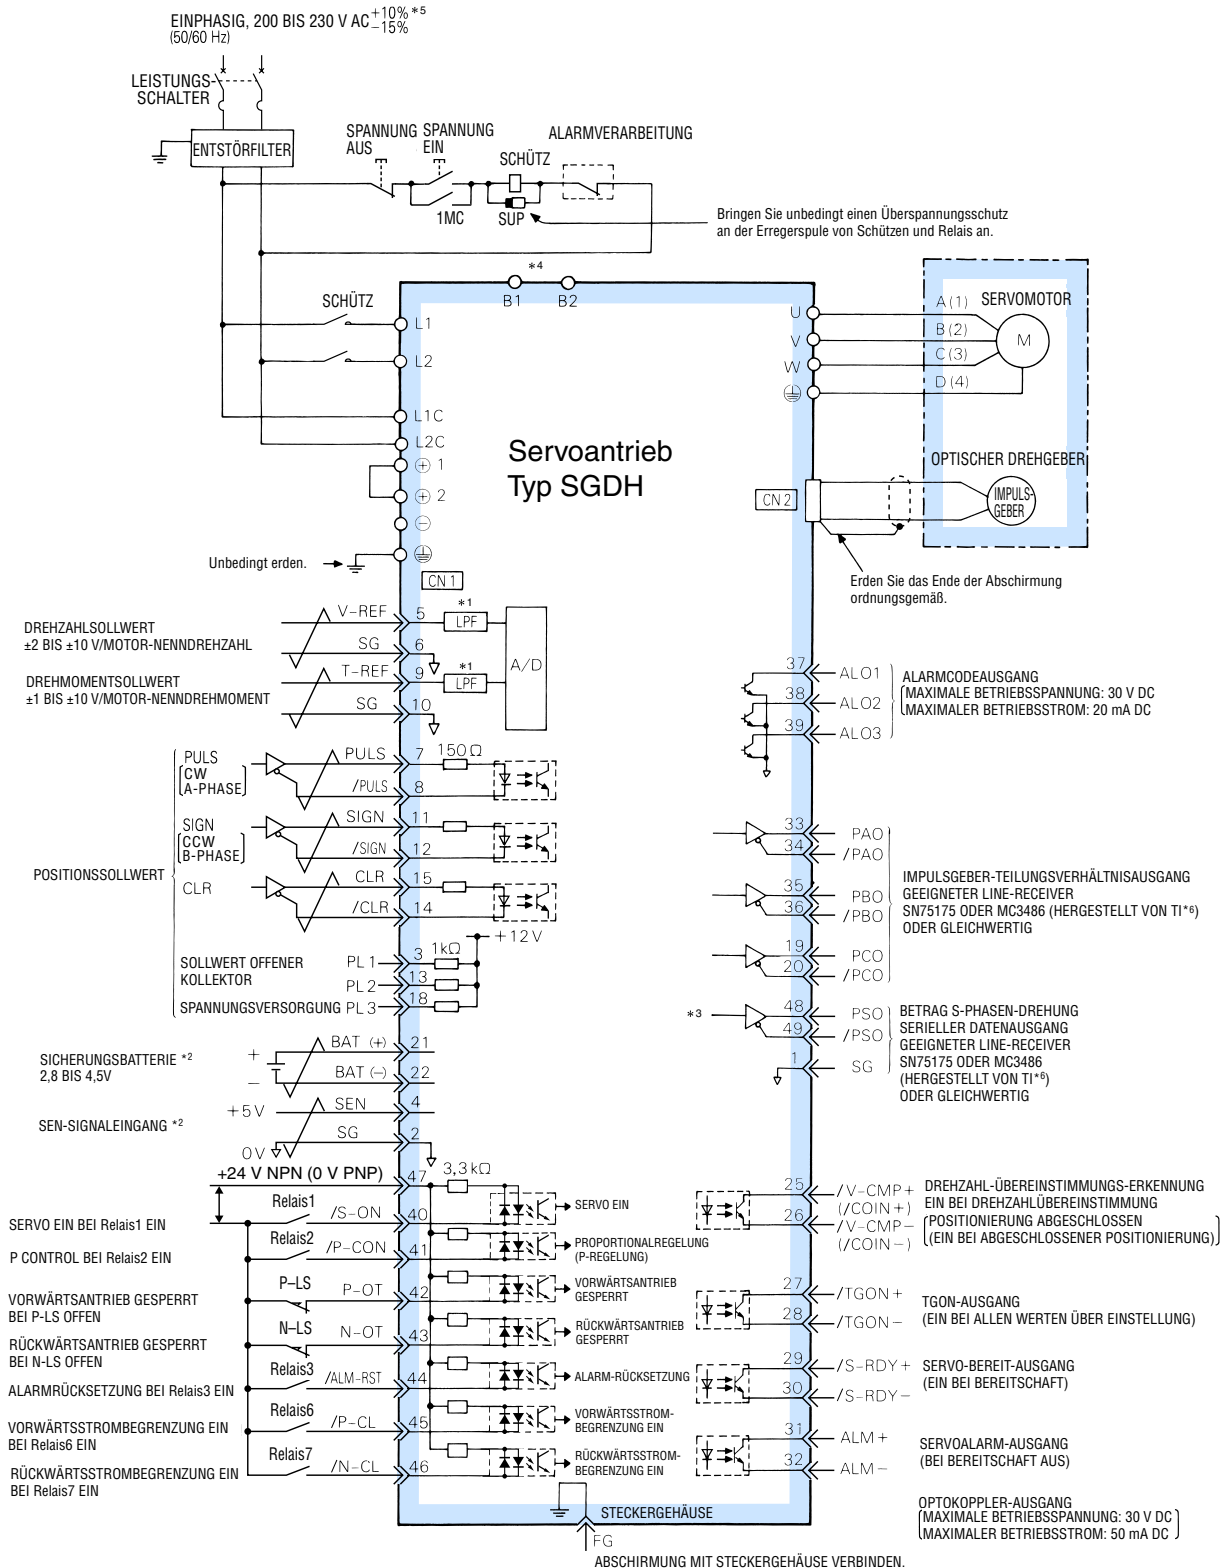 EINPHASIG, 200 BIS 230 V AC +10% *5
−15%
(50/60 Hz)
LEISTUNGS-
SCHALTER
ENTSTÖRFILTER
SPANNUNG
AUS
SPANNUNG
EIN
SCHÜTZ
ALARMVERARBEITUNG
1MC
SUP
Bringen Sie unbedingt einen Überspannungsschutz
an der Erregerspule von Schützen und Relais an.
*4
B1
B2
SCHÜTZ
L1
L2
L1C
L2C
⊕ 1
⊕ 2
⊖
Unbedingt erden.
Servoantrieb
Typ SGDH
U
V
W
A (1)
B (2)
C (3)
D (4)
SERVOMOTOR
M
OPTISCHER DREHGEBER
CN 2
IMPULS-
GEBER
Erden Sie das Ende der Abschirmung
ordnungsgemäß.
CN 1
DREHZAHLSOLLWERT
±2 BIS ±10 V/MOTOR-NENNDREHZAHL
V-REF 5
*1
LPF
SG 6
DREHMOMENTSOLLWERT
±1 BIS ±10 V/MOTOR-NENNDREHMOMENT
T-REF 9
*1
LPF
SG 10
A/D
POSITIONSSOLLWERT
PULS
CW
A-PHASE
PULS 7 150 Ω
/PULS 8
SIGN
CCW
B-PHASE
SIGN 11
/SIGN 12
CLR
CLR 15
/CLR 14
+12V
SOLLWERT OFFENER
KOLLEKTOR
SPANNUNGSVERSORGUNG
PL 1 3 1kΩ
PL 2 13
PL 3 18
SICHERUNGSBATTERIE *2
2,8 BIS 4,5V
+
−
BAT (+) 21
BAT (−) 22
SEN-SIGNALEINGANG *2
+5V SEN 4
0V SG 2
+24 V NPN (0 V PNP) 47 3,3 kΩ
SERVO EIN BEI Relais1 EIN
Relais1 /S-ON 40
SERVO EIN
P CONTROL BEI Relais2 EIN
Relais2 /P-CON 41
PROPORTIONALREGELUNG
(P-REGELUNG)
VORWÄRTSANTRIEB GESPERRT
BEI P-LS OFFEN
P–LS P-OT 42
VORWÄRTSANTRIEB
GESPERRT
RÜCKWÄRTSANTRIEB GESPERRT
BEI N-LS OFFEN
N–LS N-OT 43
RÜCKWÄRTSANTRIEB
GESPERRT
ALARMRÜCKSETZUNG BEI Relais3 EIN
Relais3 /ALM-RST 44
ALARM-RÜCKSETZUNG
VORWÄRTSSTROMBEGRENZUNG EIN
BEI Relais6 EIN
Relais6 /P-CL 45
VORWÄRTSSTROM-
BEGRENZUNG EIN
RÜCKWÄRTSSTROMBEGRENZUNG EIN
BEI Relais7 EIN
Relais7 /N-CL 46
RÜCKWÄRTSSTROM-
BEGRENZUNG EIN
37 ALO1
38 ALO2
39 ALO3
ALARMCODEAUSGANG
MAXIMALE BETRIEBSSPANNUNG: 30 V DC
MAXIMALER BETRIEBSSTROM: 20 mA DC
33 PAO
34 /PAO
35 PBO
36 /PBO
19 PCO
20 /PCO
IMPULSGEBER-TEILUNGSVERHÄLTNISAUSGANG
GEEIGNETER LINE-RECEIVER
SN75175 ODER MC3486 (HERGESTELLT VON TI*6)
ODER GLEICHWERTIG
*3
48 PSO
49 /PSO
1 SG
BETRAG S-PHASEN-DREHUNG
SERIELLER DATENAUSGANG
GEEIGNETER LINE-RECEIVER
SN75175 ODER MC3486
(HERGESTELLT VON TI*6)
ODER GLEICHWERTIG
25 /V-CMP+
(/COIN+)
26 /V-CMP−
(/COIN−)
DREHZAHL-ÜBEREINSTIMMUNGS-ERKENNUNG
EIN BEI DREHZAHLÜBEREINSTIMMUNG
POSITIONIERUNG ABGESCHLOSSEN
(EIN BEI ABGESCHLOSSENER POSITIONIERUNG)
27 /TGON+
28 /TGON−
TGON-AUSGANG
(EIN BEI ALLEN WERTEN ÜBER EINSTELLUNG)
29 /S-RDY+
30 /S-RDY−
SERVO-BEREIT-AUSGANG
(EIN BEI BEREITSCHAFT)
31 ALM+
32 ALM−
SERVOALARM-AUSGANG
(BEI BEREITSCHAFT AUS)
OPTOKOPPLER-AUSGANG
MAXIMALE BETRIEBSSPANNUNG: 30 V DC
MAXIMALER BETRIEBSSTROM: 50 mA DC
STECKERGEHÄUSE
FG
ABSCHIRMUNG MIT STECKERGEHÄUSE VERBINDEN.